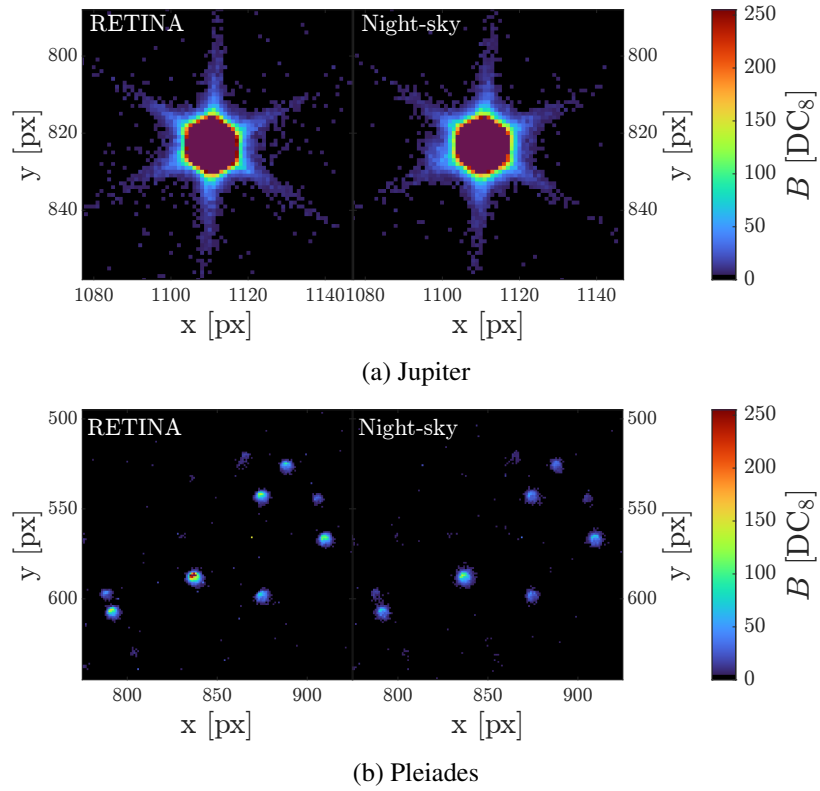 RETINA
Night-sky
800
820
840
y [px]
1080
1100
1120
1140
1080
1100
1120
1140
x [px]
x [px]
800
820
840
y [px]
250
200
150
100
50
0
B [DC₈]
(a) Jupiter
RETINA
Night-sky
500
550
600
y [px]
800
850
900
800
850
900
x [px]
x [px]
500
550
600
y [px]
250
200
150
100
50
0
B [DC₈]
(b) Pleiades